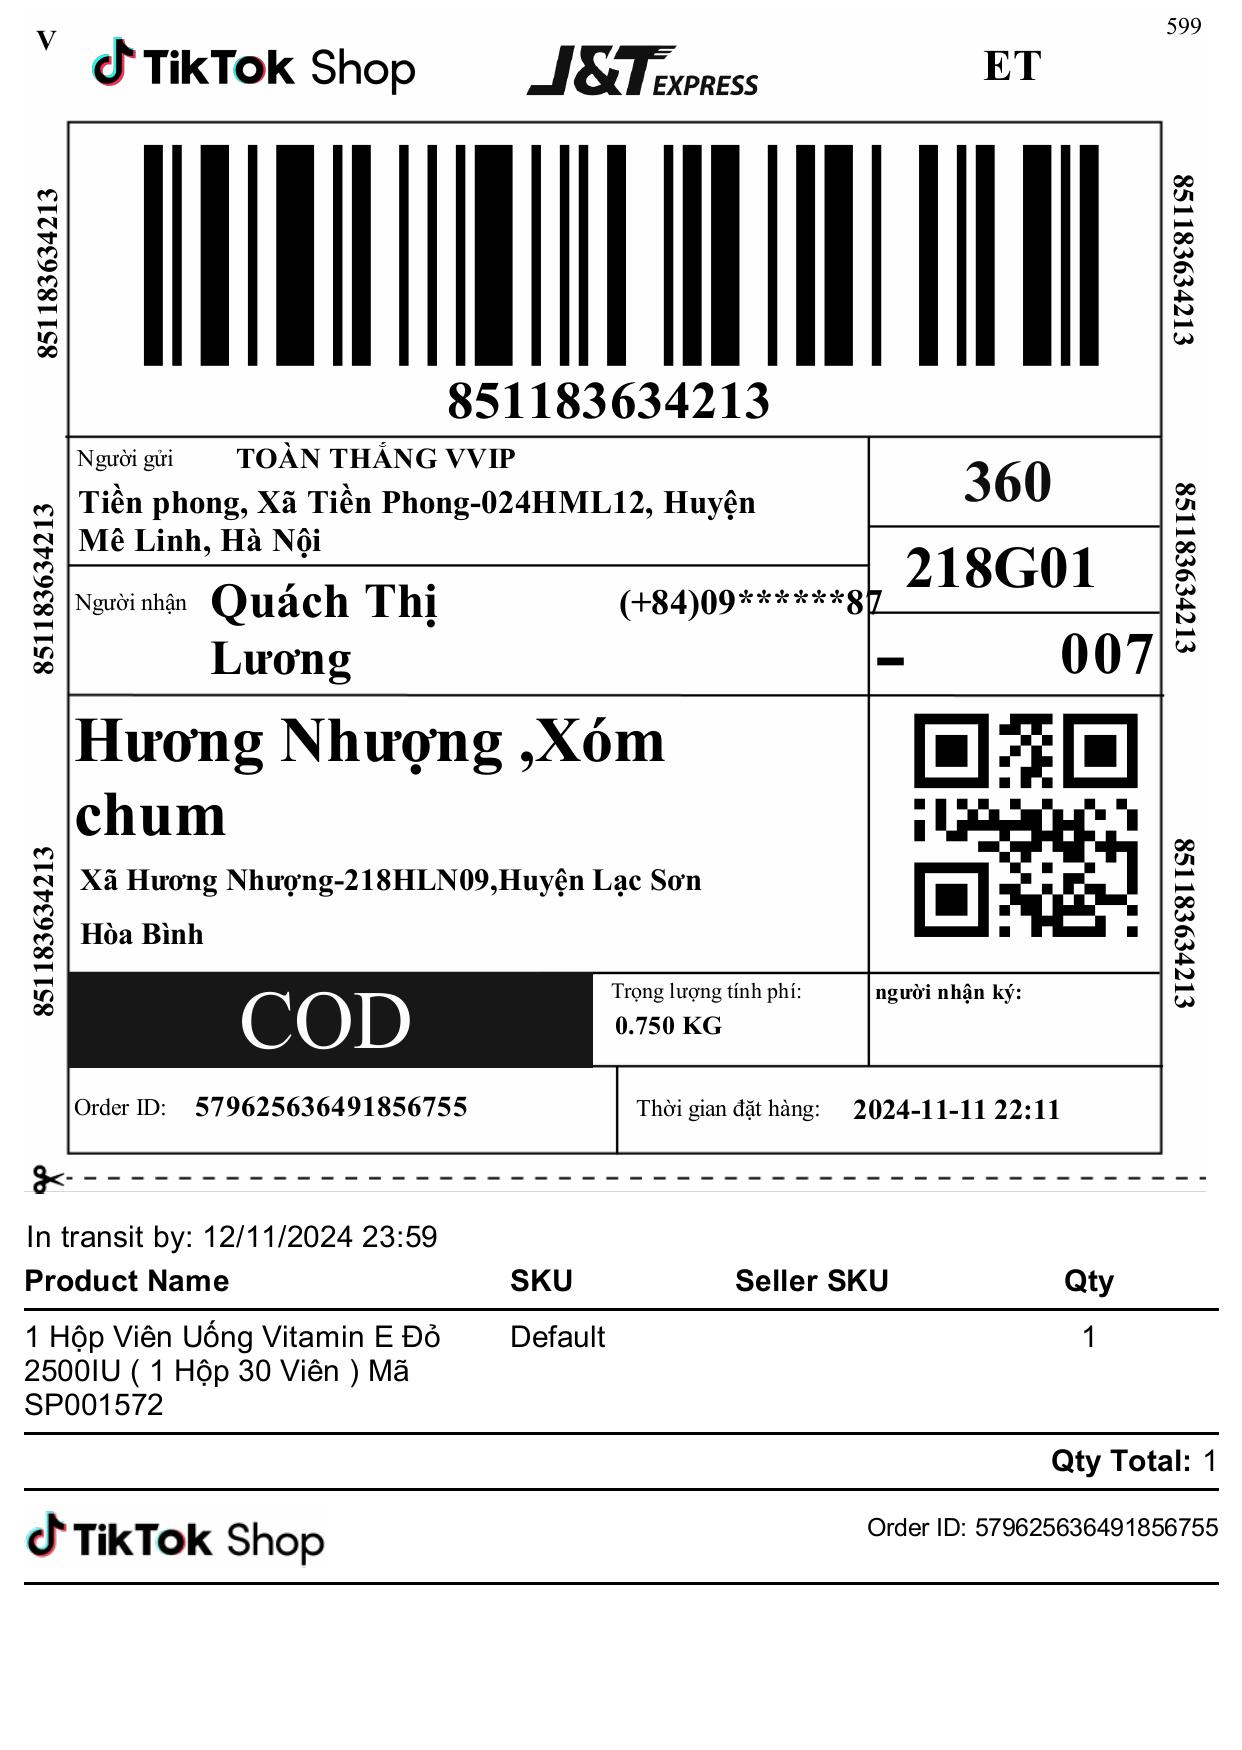 599
V
TikTok Shop
J&T EXPRESS
ET
851183634213
851183634213
851183634213
Người gửi TOÀN THẮNG VVIP
Tiền phong, Xã Tiền Phong-024HML12, Huyện
Mê Linh, Hà Nội
360
218G01
- 007
851183634213
851183634213
Người nhận Quách Thị
Lương
(+84)09******87
Hương Nhượng ,Xóm
chum
Xã Hương Nhượng-218HLN09,Huyện Lạc Sơn
Hòa Bình
851183634213
851183634213
COD
Trọng lượng tính phí:
0.750 KG
người nhận ký:
Order ID: 579625636491856755
Thời gian đặt hàng: 2024-11-11 22:11
In transit by: 12/11/2024 23:59
Product Name SKU Seller SKU Qty
1 Hộp Viên Uống Vitamin E Đỏ Default 1
2500IU ( 1 Hộp 30 Viên ) Mã
SP001572
Qty Total: 1
TikTok Shop
Order ID: 579625636491856755